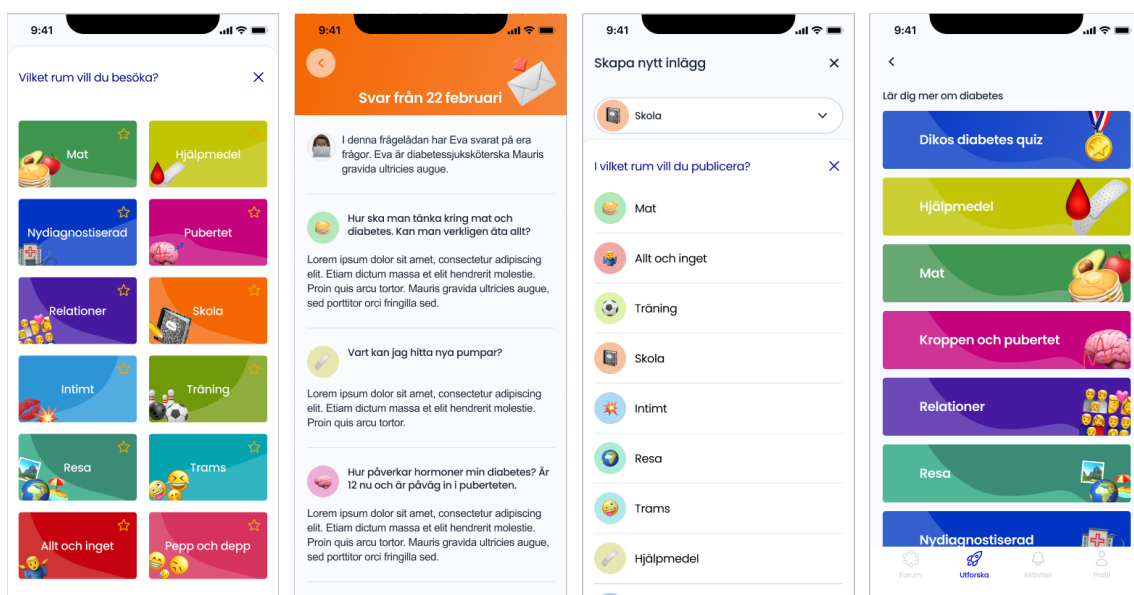 9:41
Vilket rum vill du besöka?
Mat
Hjälpmedel
Nydiagnostiserad
Pubertet
Relationer
Skola
Intimt
Träning
Resa
Trams
Allt och inget
Pepp och depp
9:41
Svar från 22 februari
I denna frågelådan har Eva svarat på era
frågor. Eva är diabetessjuksköterska Mauris
gravida ultricies augue.
Hur ska man tänka kring mat och
diabetes. Kan man verkligen äta allt?
Lorem ipsum dolor sit amet, consectetur adipiscing
elit. Etiam dictum massa et elit hendrerit molestie.
Proin quis arcu tortor. Mauris gravida ultricies augue,
sed porttitor orci fringilla sed.
Vart kan jag hitta nya pumpar?
Lorem ipsum dolor sit amet, consectetur adipiscing
elit. Etiam dictum massa et elit hendrerit molestie.
Proin quis arcu tortor.
Hur påverkar hormoner min diabetes? Är
12 nu och är påväg in i puberteten.
Lorem ipsum dolor sit amet, consectetur adipiscing
elit. Etiam dictum massa et elit hendrerit molestie.
Proin quis arcu tortor. Mauris gravida ultricies augue,
sed porttitor orci fringilla sed.
9:41
Skapa nytt inlägg
Skola
I vilket rum vill du publicera?
Mat
Allt och inget
Träning
Skola
Intimt
Resa
Trams
Hjälpmedel
9:41
Lär dig mer om diabetes
Dikos diabetes quiz
Hjälpmedel
Mat
Kroppen och pubertet
Relationer
Resa
Nydiagnostiserad
Forum
Utforska
Aktivitet
Profil